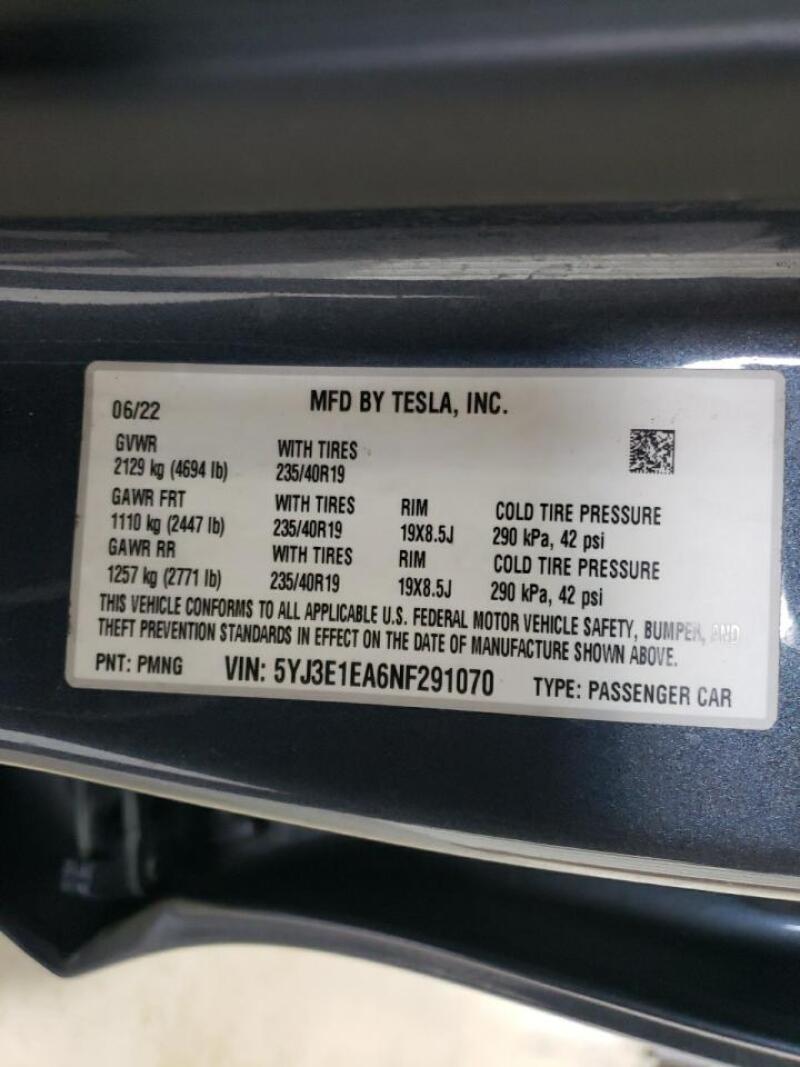 06/22 MFD BY TESLA, INC.
GVWR WITH TIRES
2129 kg (4694 lb) 235/40R19
GAWR FRT WITH TIRES RIM COLD TIRE PRESSURE
1110 kg (2447 lb) 235/40R19 19X8.5J 290 kPa, 42 psi
GAWR RR WITH TIRES RIM COLD TIRE PRESSURE
1257 kg (2771 lb) 235/40R19 19X8.5J 290 kPa, 42 psi
THIS VEHICLE CONFORMS TO ALL APPLICABLE U.S. FEDERAL MOTOR VEHICLE SAFETY, BUMPER, AND
THEFT PREVENTION STANDARDS IN EFFECT ON THE DATE OF MANUFACTURE SHOWN ABOVE.
PNT: PMNG VIN: 5YJ3E1EA6NF291070 TYPE: PASSENGER CAR